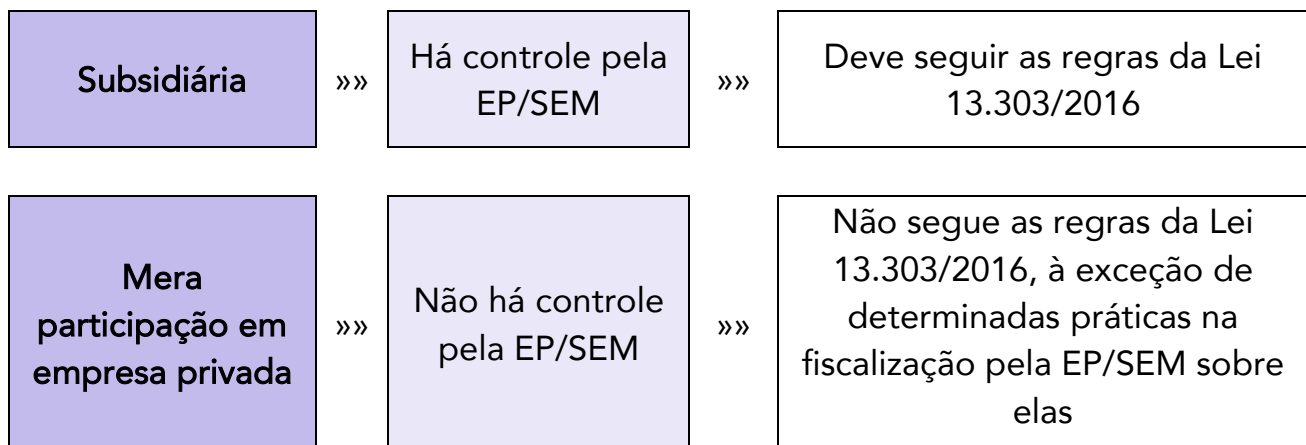 Subsidiária
»»
Há controle pela
EP/SEM
»»
Deve seguir as regras da Lei
13.303/2016
Mera
participação em
empresa privada
»»
Não há controle
pela EP/SEM
»»
Não segue as regras da Lei
13.303/2016, à exceção de
determinadas práticas na
fiscalização pela EP/SEM sobre
elas